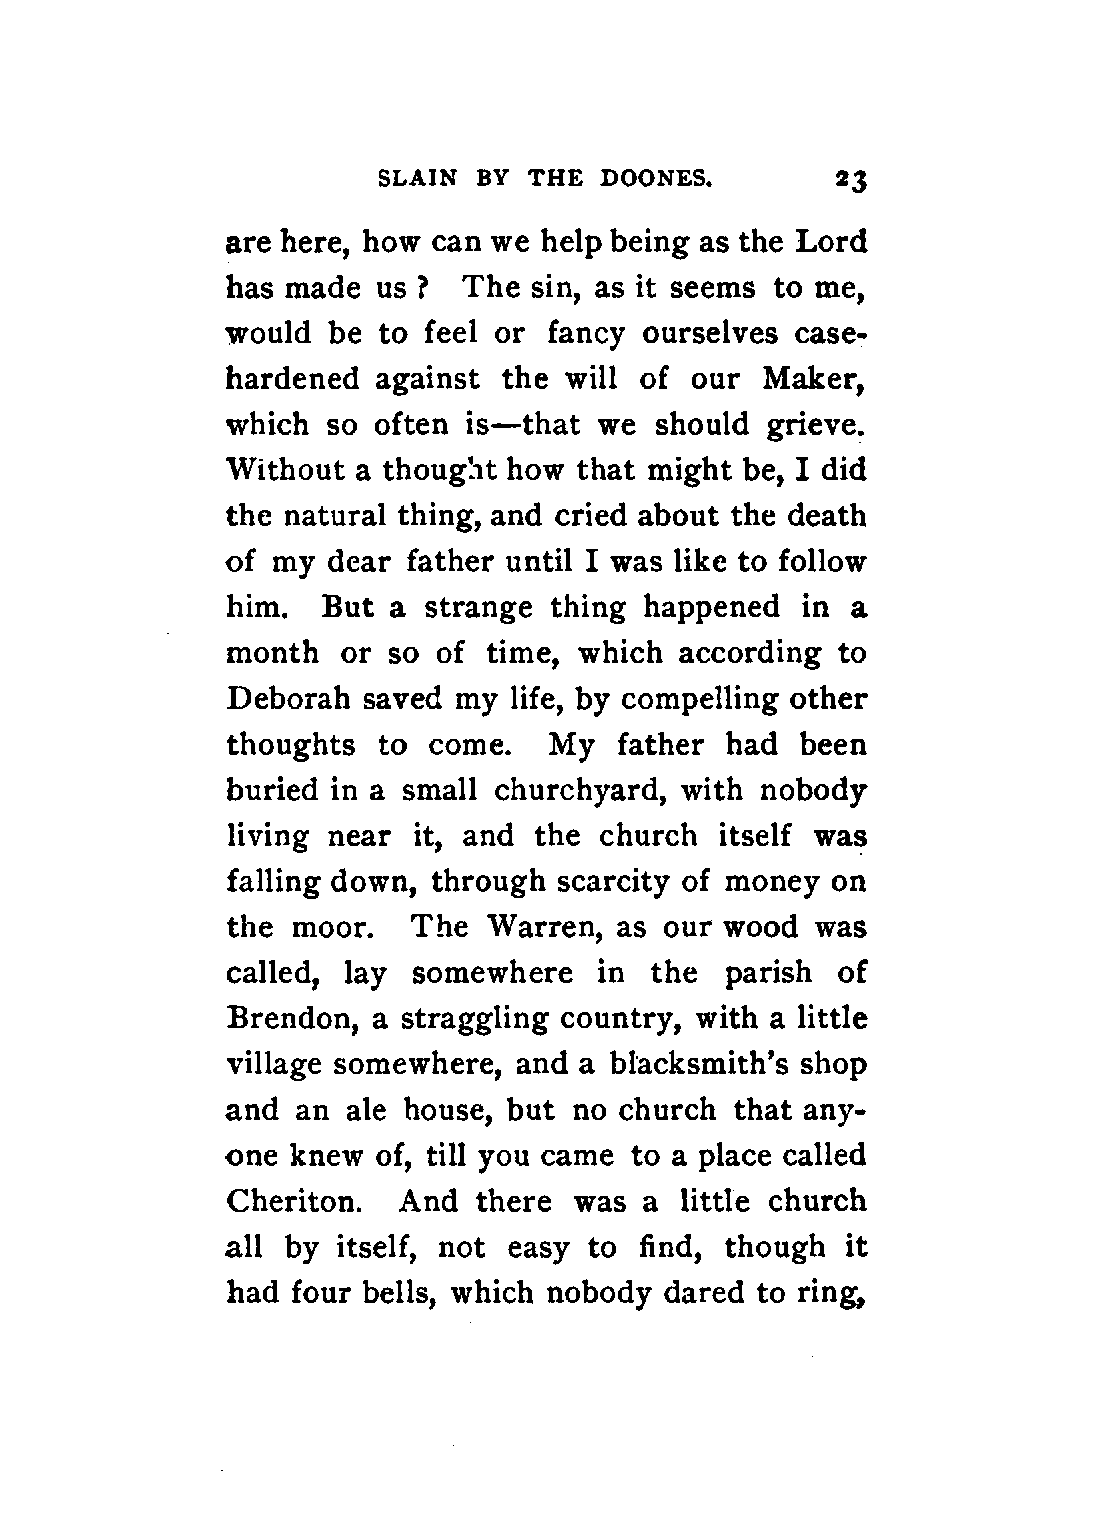 SLAIN BY THE DOONES. 23
are here, how can we help being as the Lord
has made us ? The sin, as it seems to me,
would be to feel or fancy ourselves case-
hardened against the will of our Maker,
which so often is—that we should grieve.
Without a thought how that might be, I did
the natural thing, and cried about the death
of my dear father until I was like to follow
him. But a strange thing happened in a
month or so of time, which according to
Deborah saved my life, by compelling other
thoughts to come. My father had been
buried in a small churchyard, with nobody
living near it, and the church itself was
falling down, through scarcity of money on
the moor. The Warren, as our wood was
called, lay somewhere in the parish of
Brendon, a straggling country, with a little
village somewhere, and a blacksmith's shop
and an ale house, but no church that any-
one knew of, till you came to a place called
Cheriton. And there was a little church
all by itself, not easy to find, though it
had four bells, which nobody dared to ring,